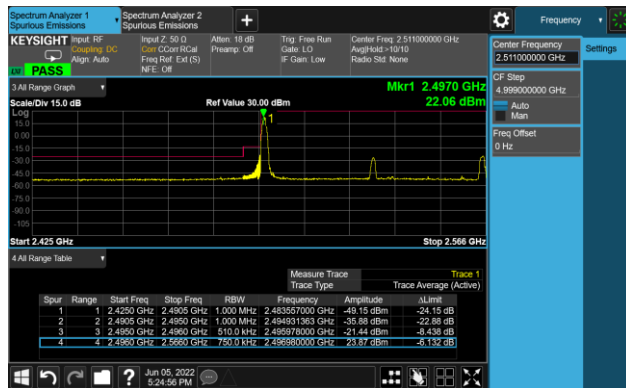 Spectrum Analyzer 1
Spurious Emissions
Spectrum Analyzer 2
Spurious Emissions
+
Frequency
KEYSIGHT
Input: RF
Coupling: DC
Align: Auto
Input Z: 50 Ω
Corr CCorr RCal
Freq Ref: Ext (S)
NFE: Off
Atten: 18 dB
Preamp: Off
Trig: Free Run
Gate: LO
IF Gain: Low
Center Freq: 2.511000000 GHz
Avg|Hold:>10/10
Radio Std: None
PASS
Center Frequency
2.511000000 GHz
Settings
CF Step
4.999000000 GHz
Auto
Man
Freq Offset
0 Hz
3 All Range Graph
Mkr1 2.4970 GHz
22.06 dBm
Scale/Div 15.0 dB
Ref Value 30.00 dBm
Log
15.0
0.00
-15.0
-30.0
-45.0
-60.0
-75.0
-90.0
-105
1
Start 2.425 GHz
Stop 2.566 GHz
4 All Range Table
Measure Trace Trace 1
Trace Type Trace Average (Active)
Spur Range Start Freq Stop Freq RBW Frequency Amplitude ΔLimit
1 1 2.4250 GHz 2.4905 GHz 1.000 MHz 2.483557000 GHz -49.15 dBm -24.15 dB
2 2 2.4905 GHz 2.4950 GHz 1.000 MHz 2.494931363 GHz -35.88 dBm -22.88 dB
3 3 2.4950 GHz 2.4960 GHz 510.0 kHz 2.495978000 GHz -21.44 dBm -8.438 dB
4 4 2.4960 GHz 2.5660 GHz 750.0 kHz 2.496980000 GHz 23.87 dBm -6.132 dB
?
Jun 05, 2022
5:24:56 PM